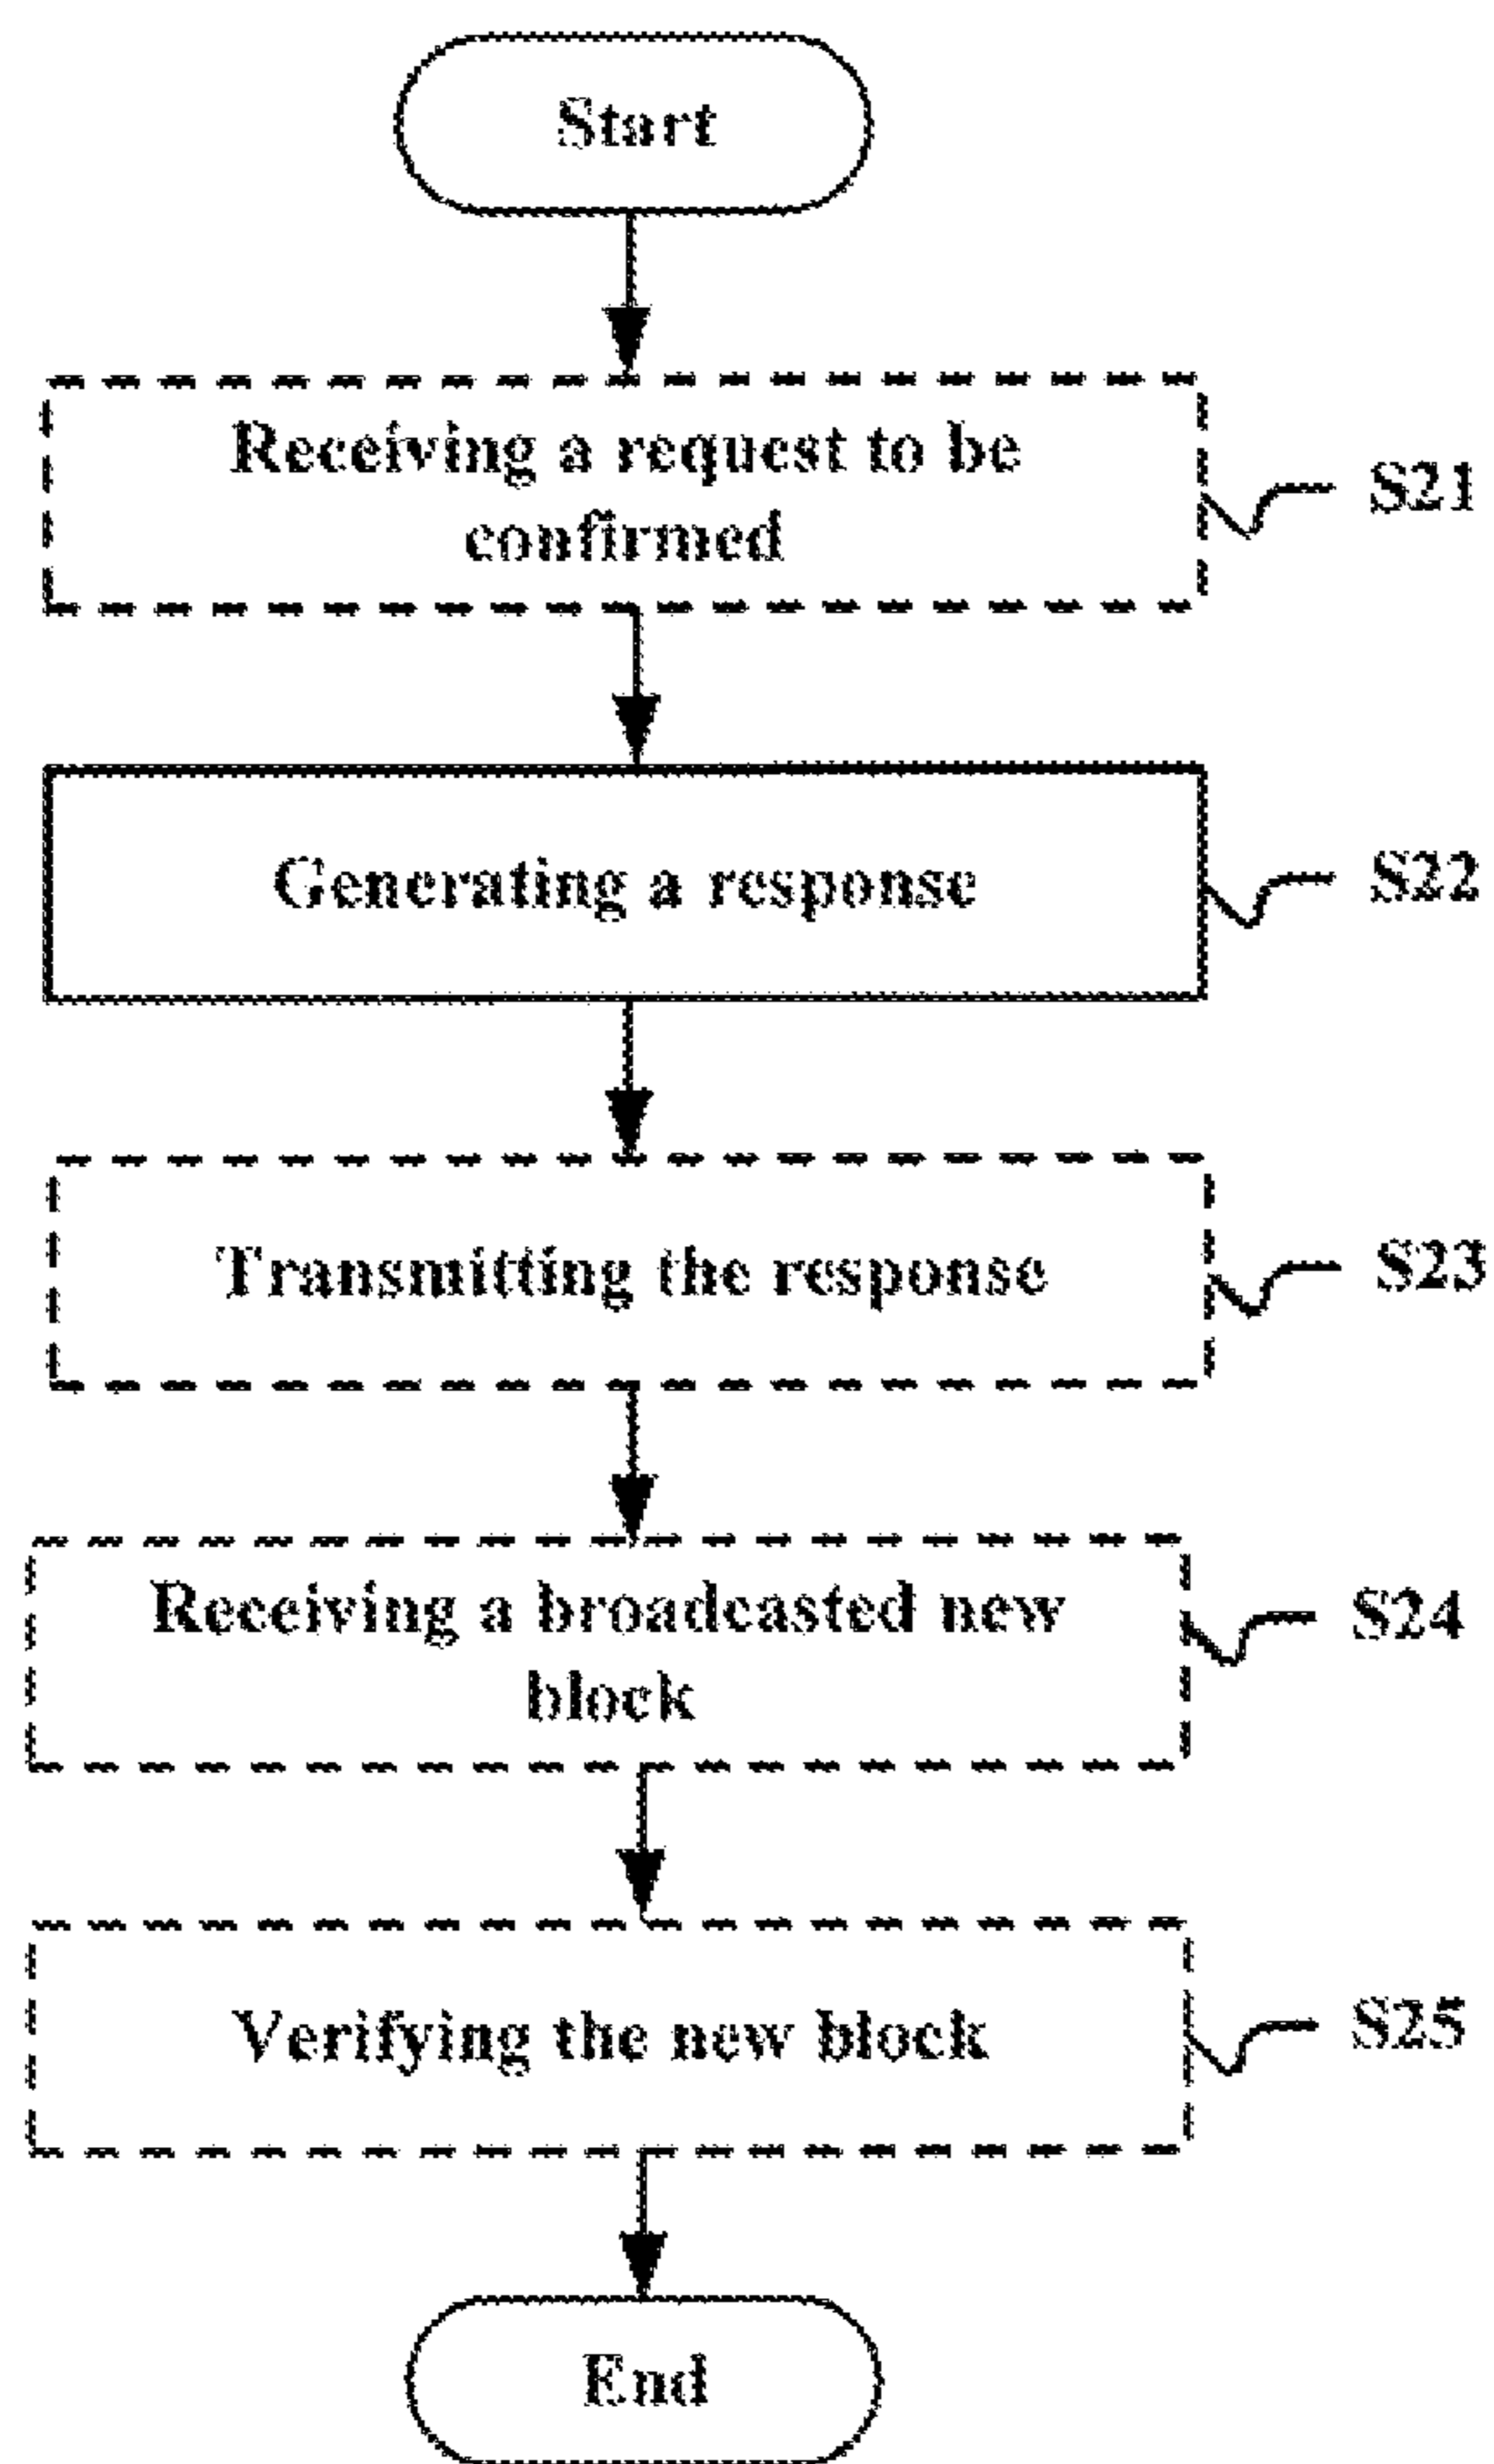 Start
Receiving a request to be
confirmed
S21
Generating a response
S22
Transmitting the response
S23
Receiving a broadcasted new
block
S24
Verifying the new block
S25
End